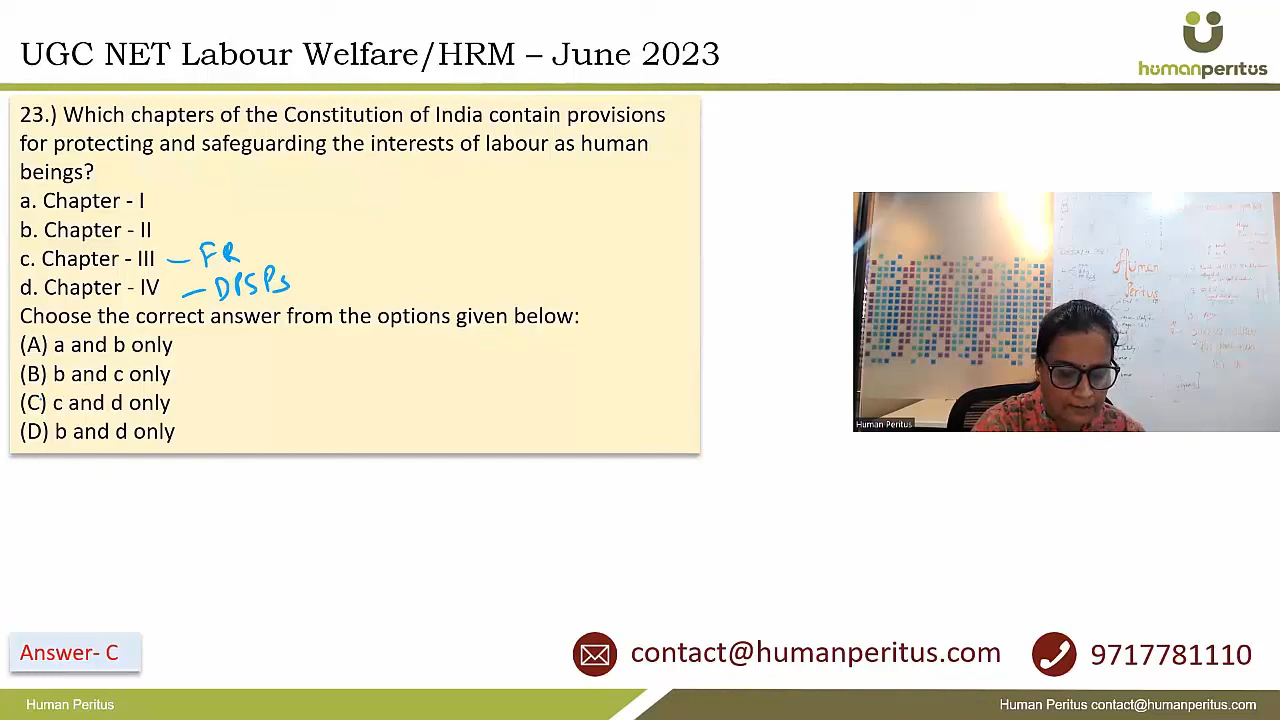 UGC NET Labour Welfare/HRM – June 2023
humanperitus
23.) Which chapters of the Constitution of India contain provisions
for protecting and safeguarding the interests of labour as human
beings?
a. Chapter - I
b. Chapter - II
c. Chapter - III – FR
d. Chapter - IV – DPSPs
Choose the correct answer from the options given below:
(A) a and b only
(B) b and c only
(C) c and d only
(D) b and d only
Human
Peritus
Human Peritus
Answer- C
contact@humanperitus.com
9717781110
Human Peritus
Human Peritus contact@humanperitus.com